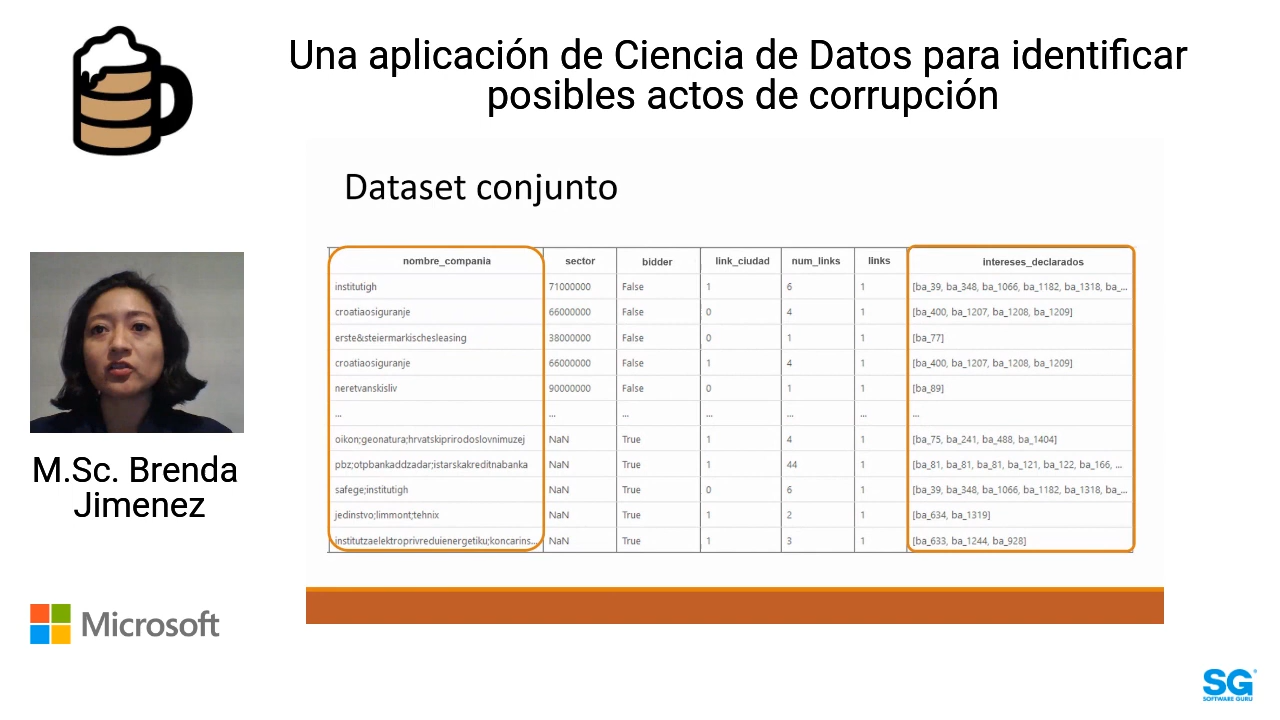 Una aplicación de Ciencia de Datos para identificar
posibles actos de corrupción
Dataset conjunto
nombre_compania sector bidder link_ciudad num_links links intereses_declarados
institutigh 71000000 False 1 6 1 [ba_39, ba_348, ba_1066, ba_1182, ba_1318, ba_...
croatiaosiguranje 66000000 False 0 4 1 [ba_400, ba_1207, ba_1208, ba_1209]
erste&steiermarkischesleasing 38000000 False 0 1 1 [ba_77]
croatiaosiguranje 66000000 False 1 4 1 [ba_400, ba_1207, ba_1208, ba_1209]
neretvanskisliv 90000000 False 0 1 1 [ba_89]
... ... ... ... ... ... ...
oikon;geonatura;hrvatskiprirodoslovnimuzej NaN True 1 4 1 [ba_75, ba_241, ba_488, ba_1404]
pbz;otpbankaddzadar;istarskakreditnabanka NaN True 1 44 1 [ba_81, ba_81, ba_81, ba_121, ba_122, ba_166, ...
safege;institutigh NaN True 0 6 1 [ba_39, ba_348, ba_1066, ba_1182, ba_1318, ba_...
jedinstvo;limmont;tehnix NaN True 1 2 1 [ba_634, ba_1319]
institutzaelektroprivreduienergetiku;koncarins... NaN True 1 3 1 [ba_633, ba_1244, ba_928]
M.Sc. Brenda
Jimenez
Microsoft
SG
SOFTWARE GURU